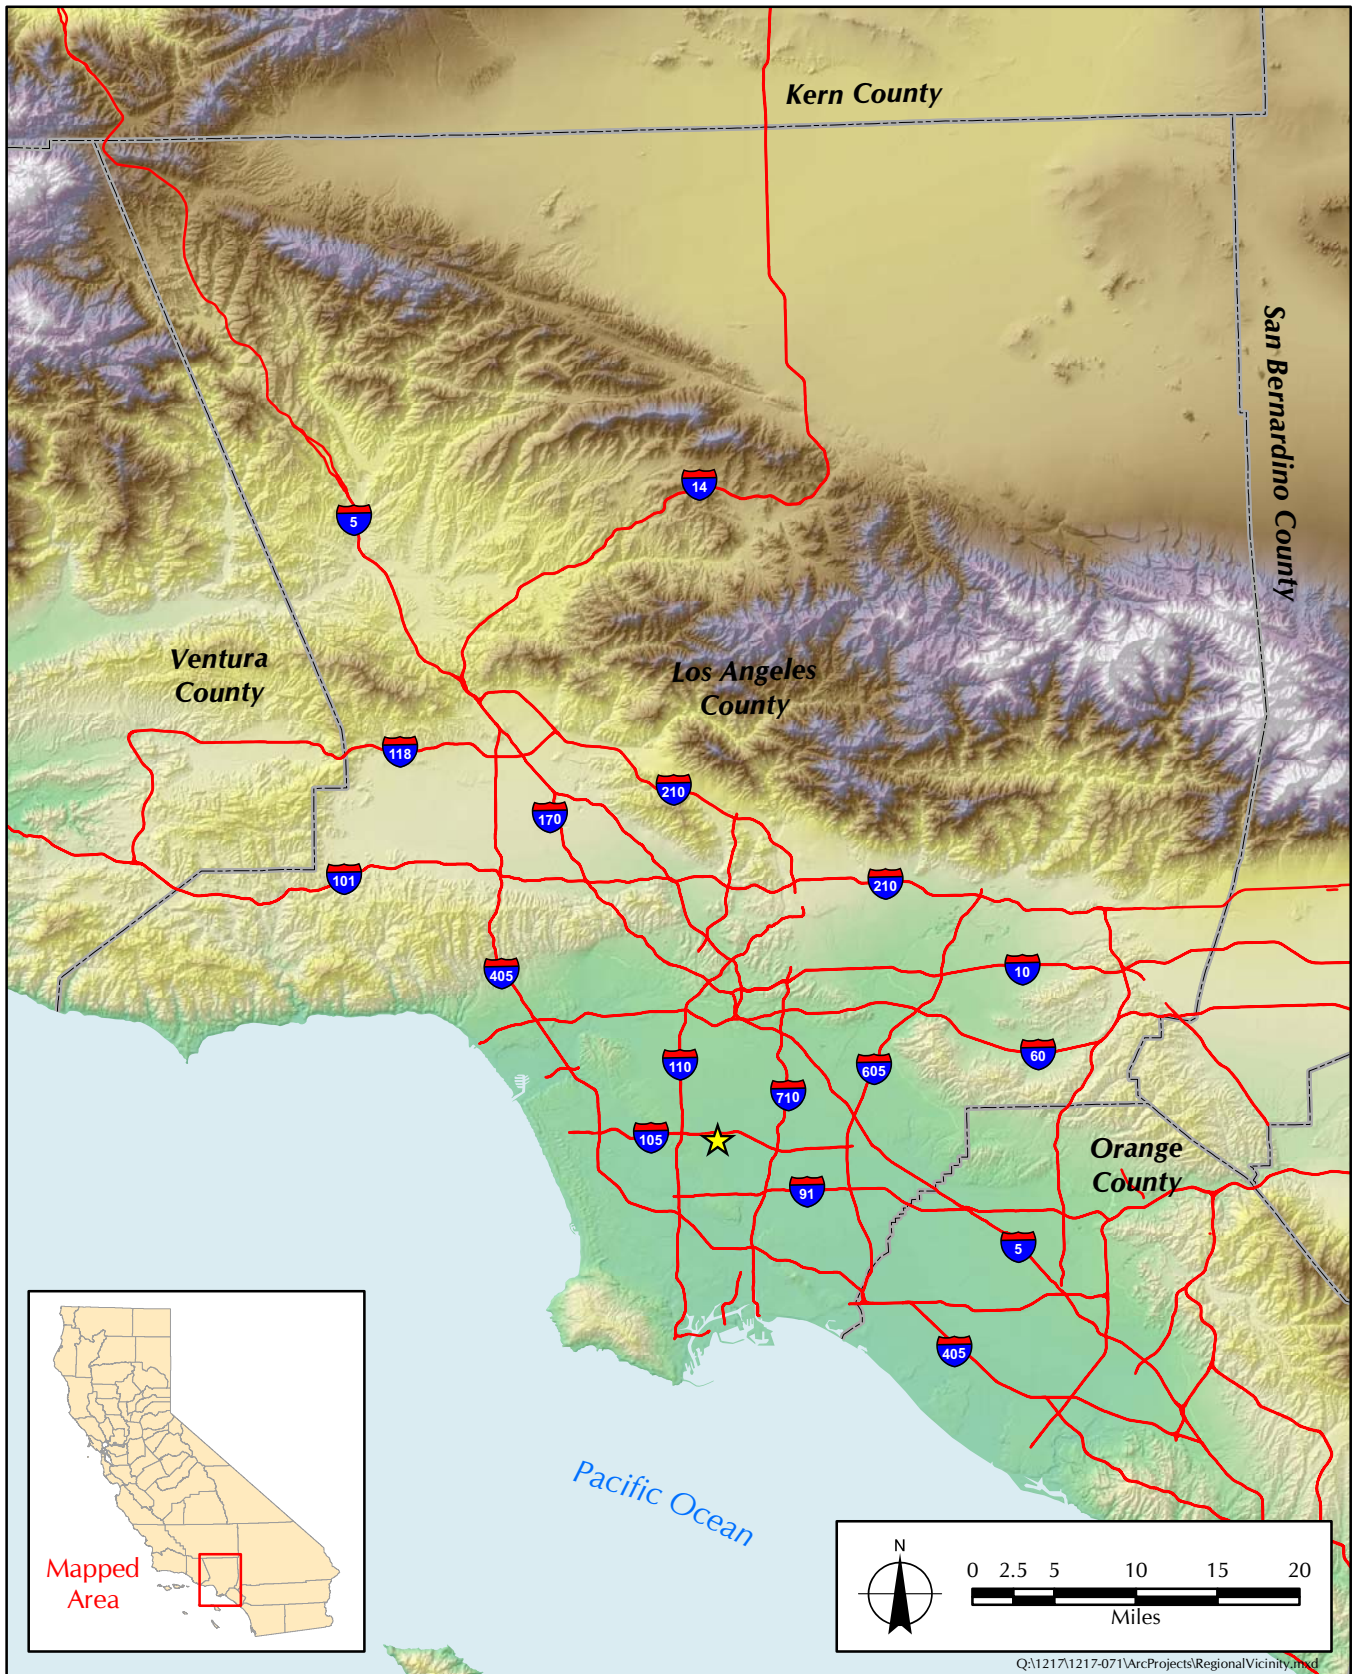 Kern County
San Bernardino County
14
5
Ventura
County
Los Angeles
County
118
210
170
101
210
405
10
60
110
605
710
105
Orange
County
91
5
405
Pacific Ocean
Mapped
Area
N
0 2.5 5 10 15 20
Miles
Q:\1217\1217-071\ArcProjects\RegionalVicinity.mxd